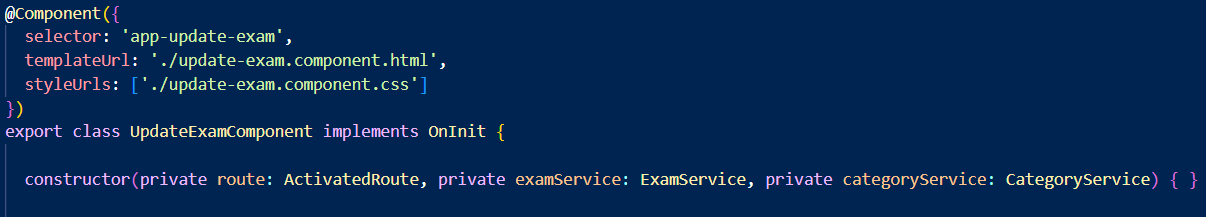 @Component({
  selector: 'app-update-exam',
  templateUrl: './update-exam.component.html',
  styleUrls: ['./update-exam.component.css']
})
export class UpdateExamComponent implements OnInit {
  constructor(private route: ActivatedRoute, private examService: ExamService, private categoryService: CategoryService) { }